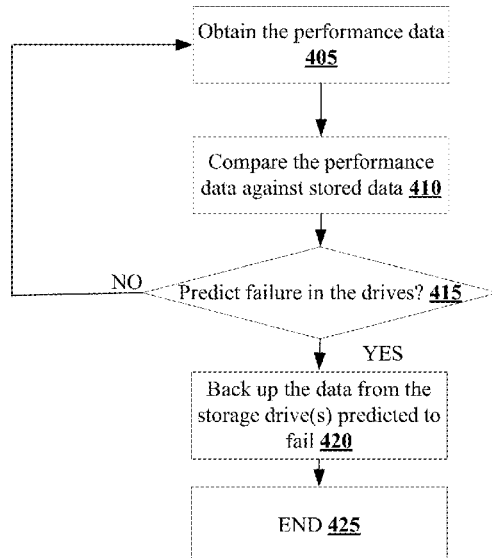 Obtain the performance data
405
Compare the performance
data against stored data 410
NO
Predict failure in the drives? 415
YES
Back up the data from the
storage drive(s) predicted to
fail 420
END 425